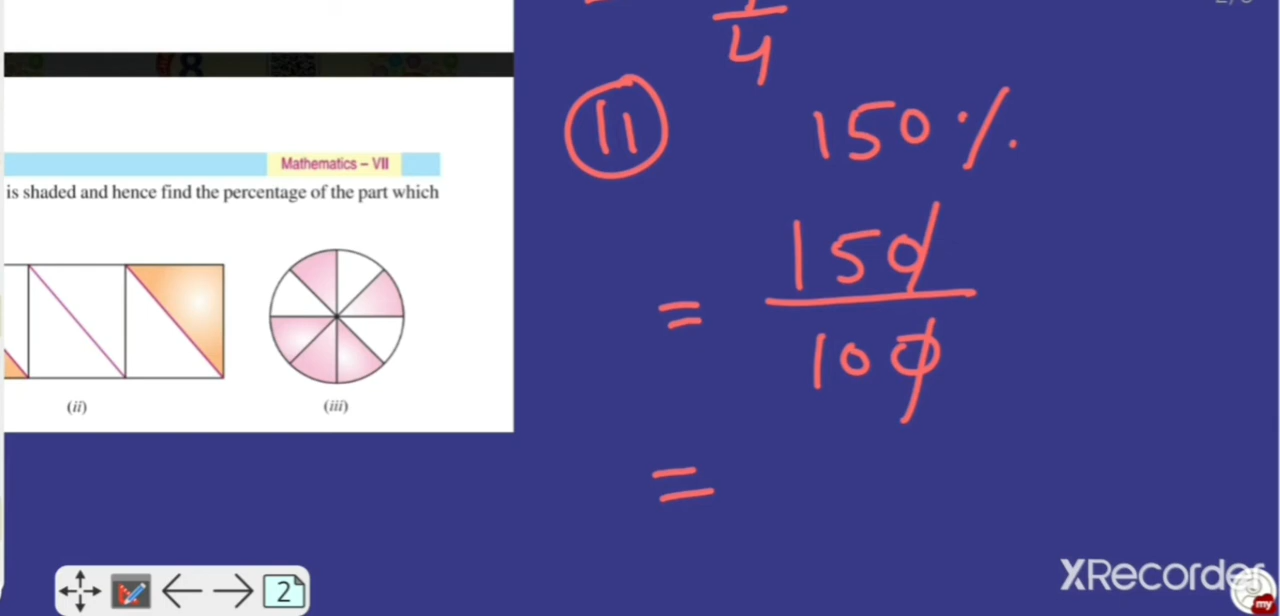 4
11 150%
Mathematics – VII
is shaded and hence find the percentage of the part which
= 150
100
(ii) (iii)
=
2
XRecorder
my